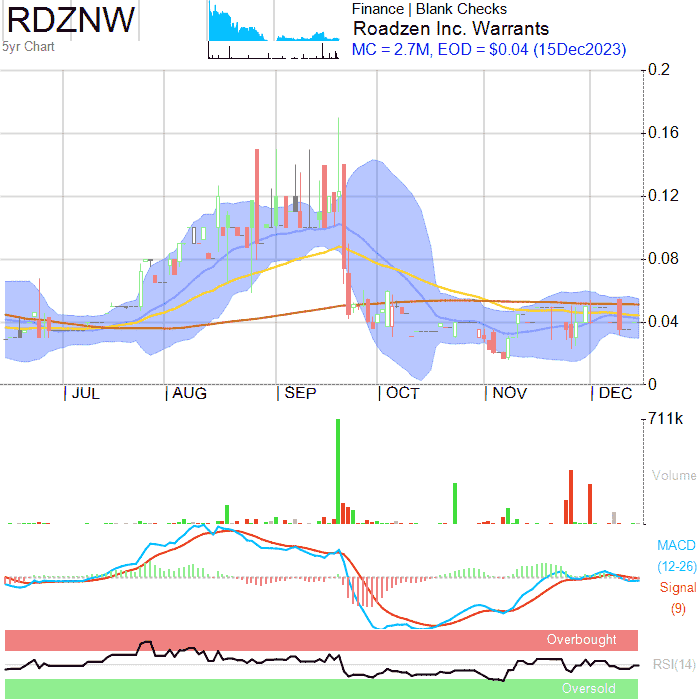 RDZNW
5yr Chart
Finance | Blank Checks
Roadzen Inc. Warrants
MC = 2.7M, EOD = $0.04 (15Dec2023)
0.2
0.16
0.12
0.08
0.04
0
JUL AUG SEP OCT NOV DEC
711k
Volume
MACD
(12-26)
Signal
(9)
Overbought
RSI(14)
Oversold